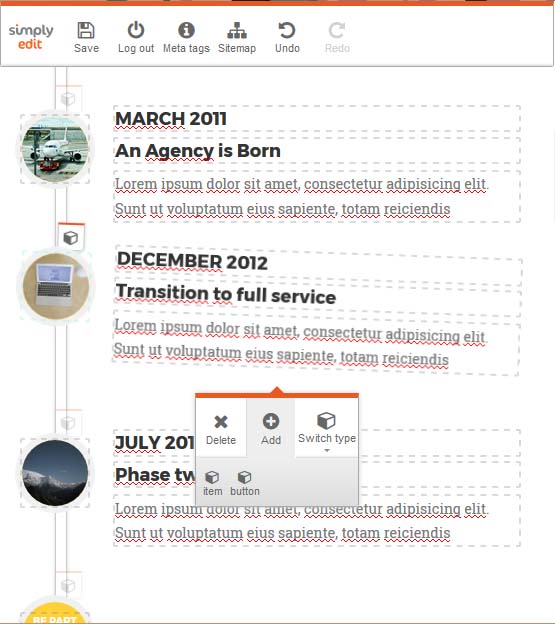 simply
edit
Save
Log out
Meta tags
Sitemap
Undo
Redo
MARCH 2011
An Agency is Born
Lorem ipsum dolor sit amet, consectetur adipisicing elit.
Sunt ut voluptatum eius sapiente, totam reiciendis
DECEMBER 2012
Transition to full service
Lorem ipsum dolor sit amet, consectetur adipisicing elit.
Sunt ut voluptatum eius sapiente, totam reiciendis
Delete
Add
Switch type
item
button
JULY 201
Phase tw
Lorem ipsum dolor sit amet, consectetur adipisicing elit.
Sunt ut voluptatum eius sapiente, totam reiciendis
BE PART